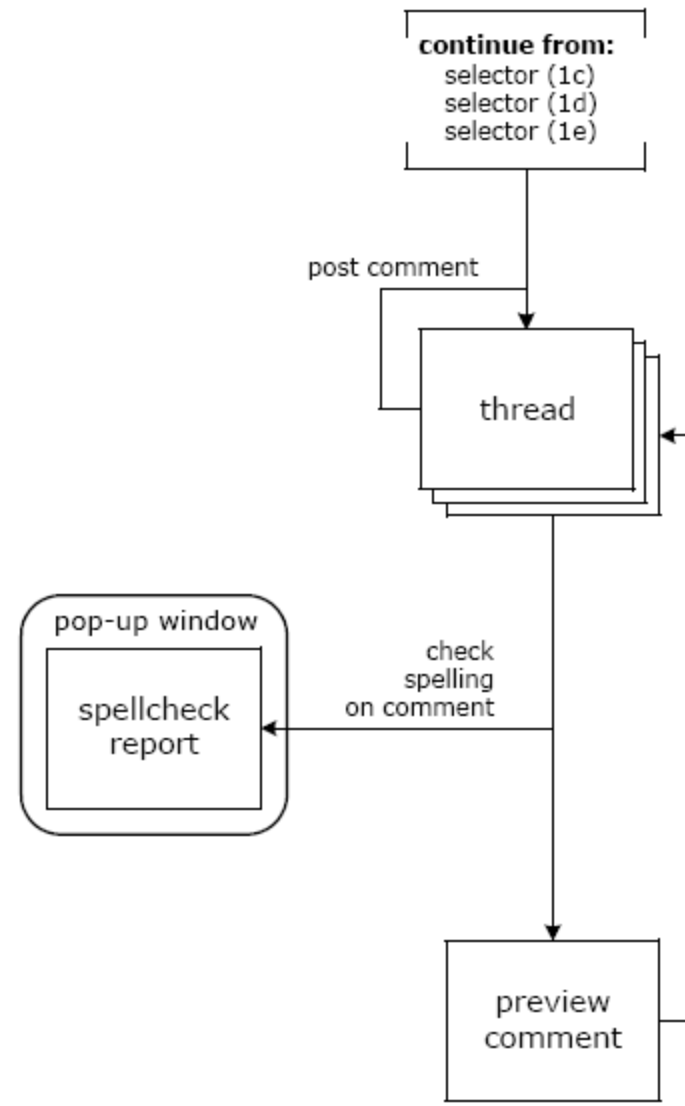 continue from:
selector (1c)
selector (1d)
selector (1e)
post comment
thread
pop-up window
spellcheck
report
check
spelling
on comment
preview
comment